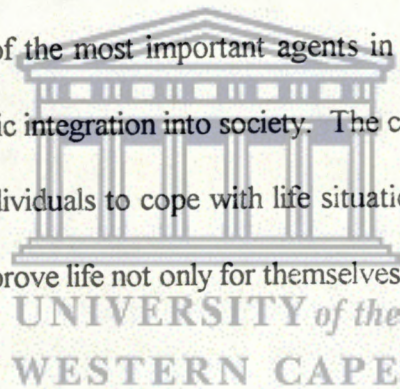 of the most important agents in
ic integration into society. The c
dividuals to cope with life situatio
prove life not only for themselves
UNIVERSITY of the
WESTERN CAPE